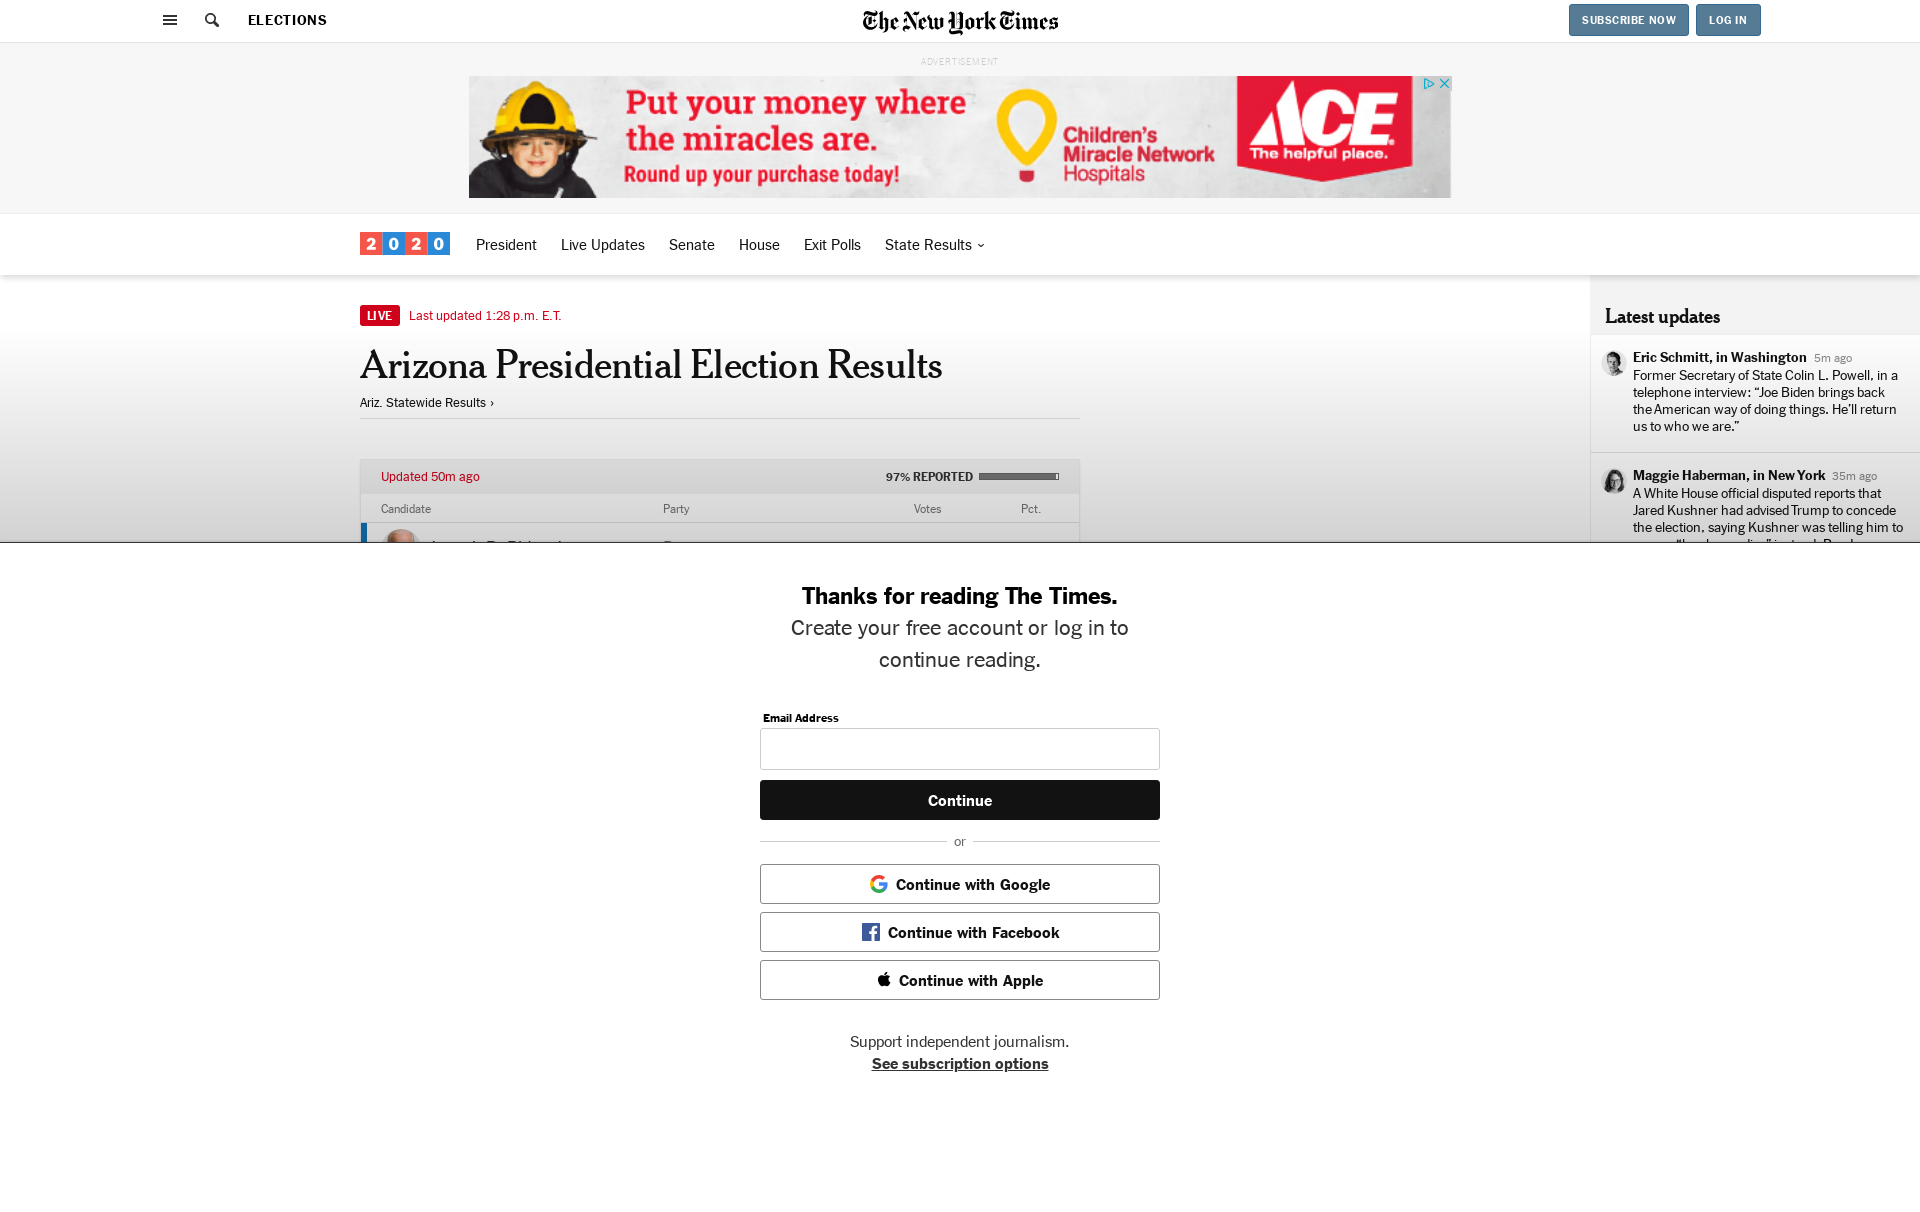 ELECTIONS
The New York Times
SUBSCRIBE NOW
LOG IN
ADVERTISEMENT
Put your money where
the miracles are.
Round up your purchase today!
Children's
Miracle Network
Hospitals
ACE
The helpful place.
2020
President
Live Updates
Senate
House
Exit Polls
State Results
LIVE
Last updated 1:28 p.m. E.T.
Arizona Presidential Election Results
Ariz. Statewide Results ›
Updated 50m ago
97% REPORTED
Candidate
Party
Votes
Pct.
Latest updates
Eric Schmitt, in Washington 5m ago
Former Secretary of State Colin L. Powell, in a
telephone interview: “Joe Biden brings back
the American way of doing things. He’ll return
us to who we are.”
Maggie Haberman, in New York 35m ago
A White House official disputed reports that
Jared Kushner had advised Trump to concede
the election, saying Kushner was telling him to
Thanks for reading The Times.
Create your free account or log in to
continue reading.
Email Address
Continue
or
Continue with Google
Continue with Facebook
Continue with Apple
Support independent journalism.
See subscription options